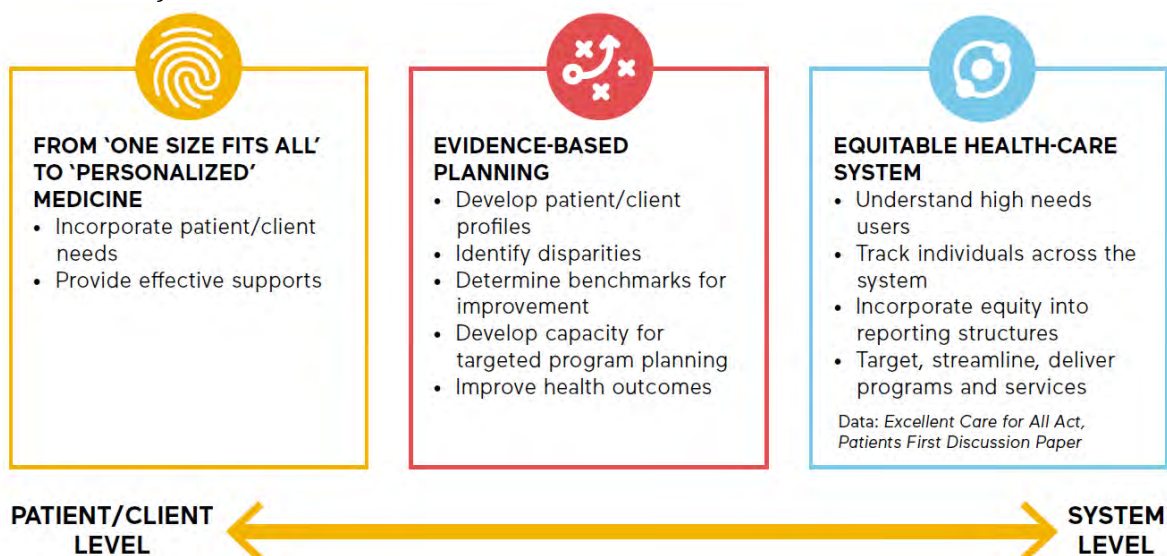 FROM ‘ONE SIZE FITS ALL’
TO ‘PERSONALIZED’
MEDICINE
• Incorporate patient/client
needs
• Provide effective supports
EVIDENCE-BASED
PLANNING
• Develop patient/client
profiles
• Identify disparities
• Determine benchmarks for
improvement
• Develop capacity for
targeted program planning
• Improve health outcomes
EQUITABLE HEALTH-CARE
SYSTEM
• Understand high needs
users
• Track individuals across the
system
• Incorporate equity into
reporting structures
• Target, streamline, deliver
programs and services
Data: Excellent Care for All Act,
Patients First Discussion Paper
PATIENT/CLIENT
LEVEL
SYSTEM
LEVEL